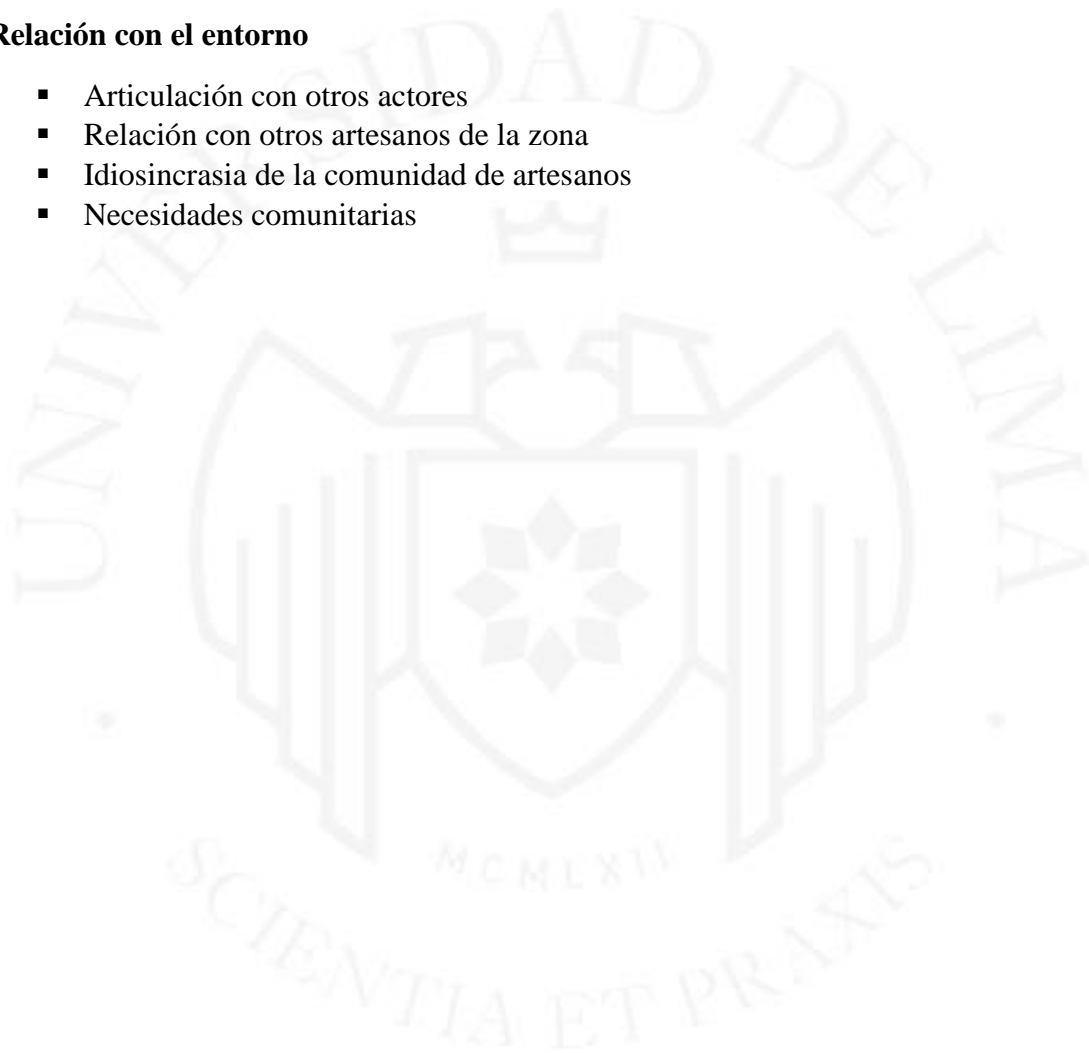 Relación con el entorno
▪ Articulación con otros actores
▪ Relación con otros artesanos de la zona
▪ Idiosincrasia de la comunidad de artesanos
▪ Necesidades comunitarias
UNIVERSIDAD DE LIMA
MCMLXII
SCIENTIA ET PRAXIS